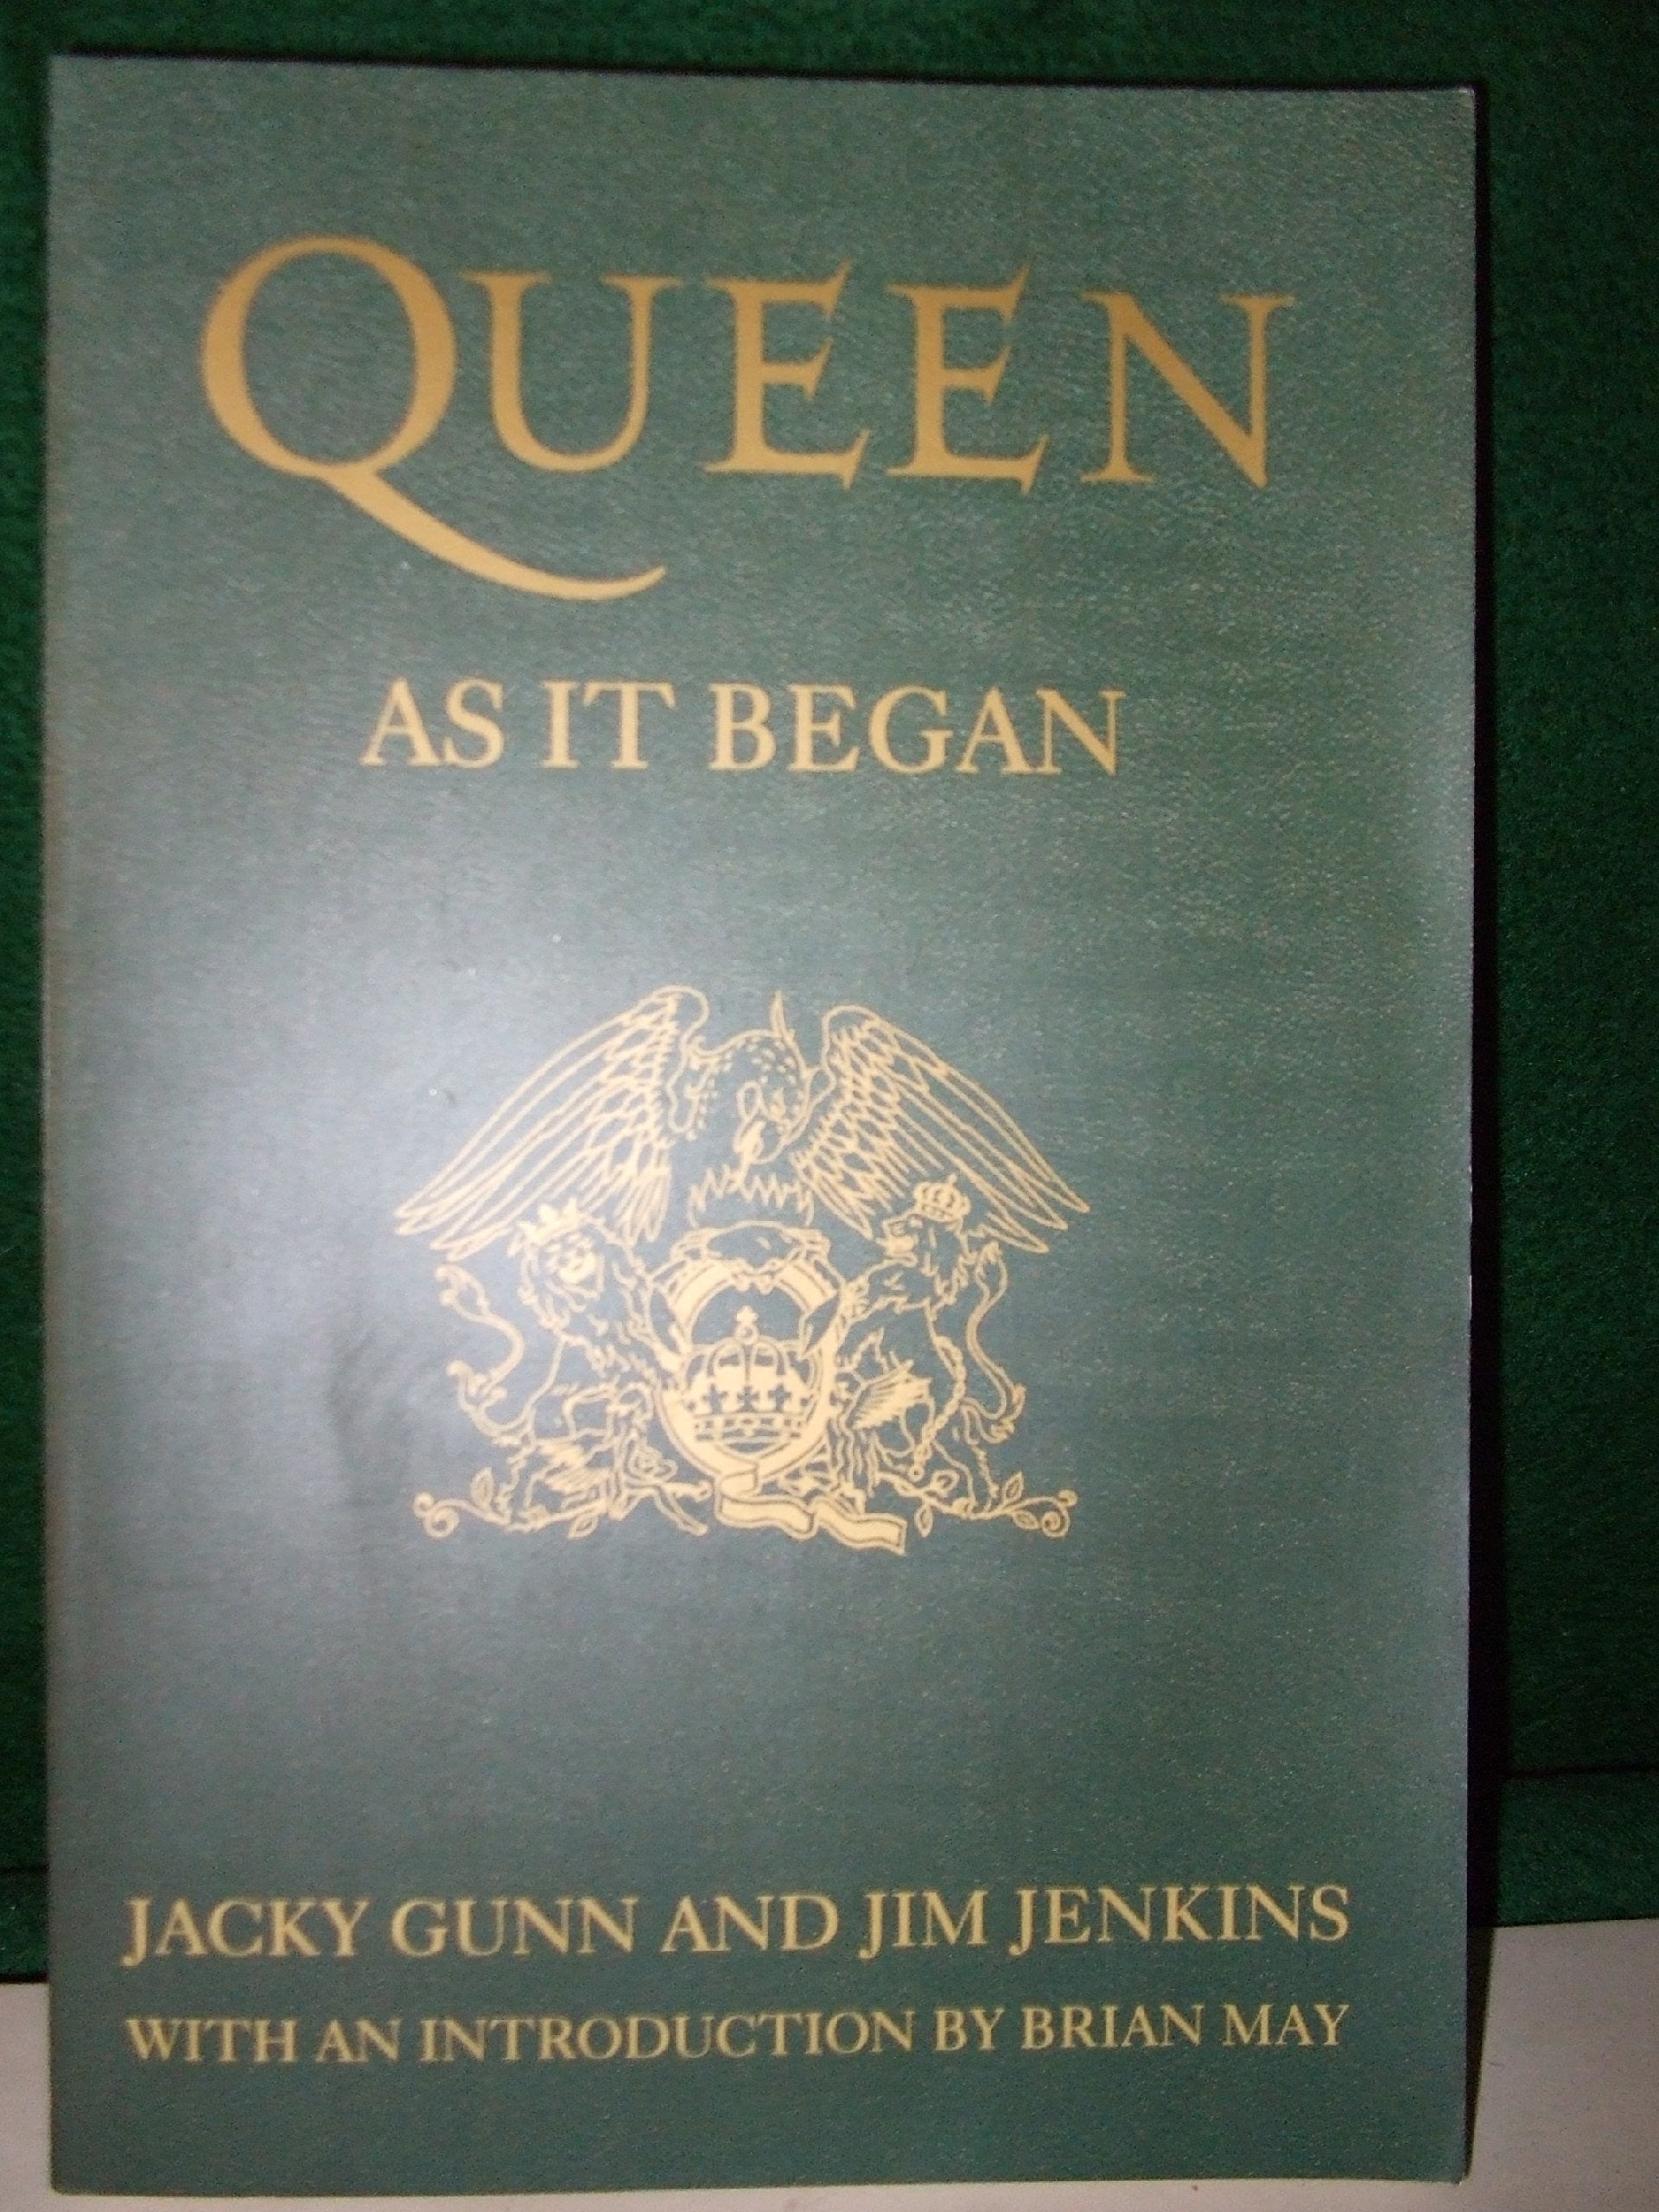 QUEEN
AS IT BEGAN
JACKY GUNN AND JIM JENKINS
WITH AN INTRODUCTION BY BRIAN MAY